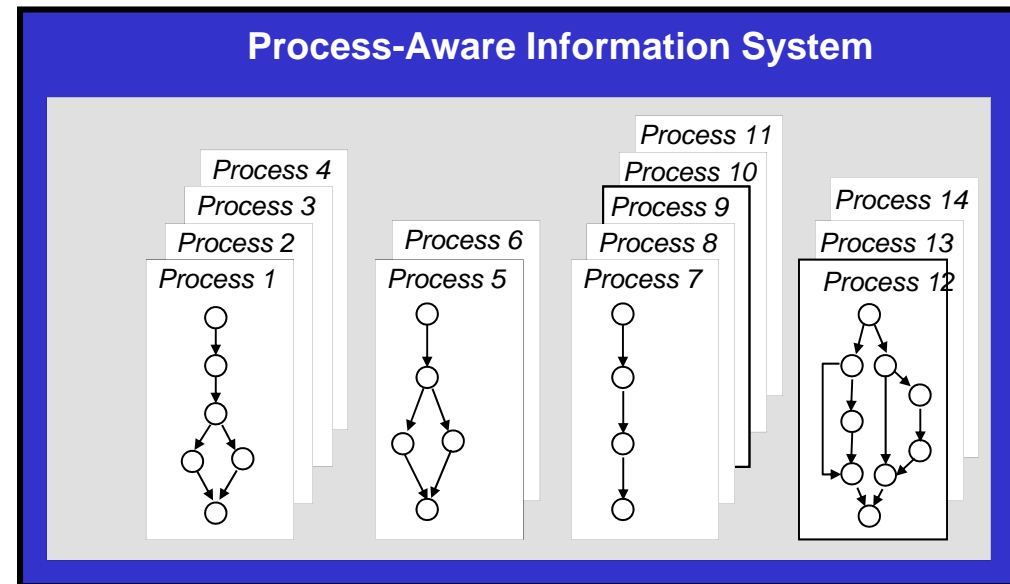 Process-Aware Information System
Process 4
Process 3
Process 2
Process 1
Process 6
Process 5
Process 11
Process 10
Process 9
Process 8
Process 7
Process 14
Process 13
Process 12